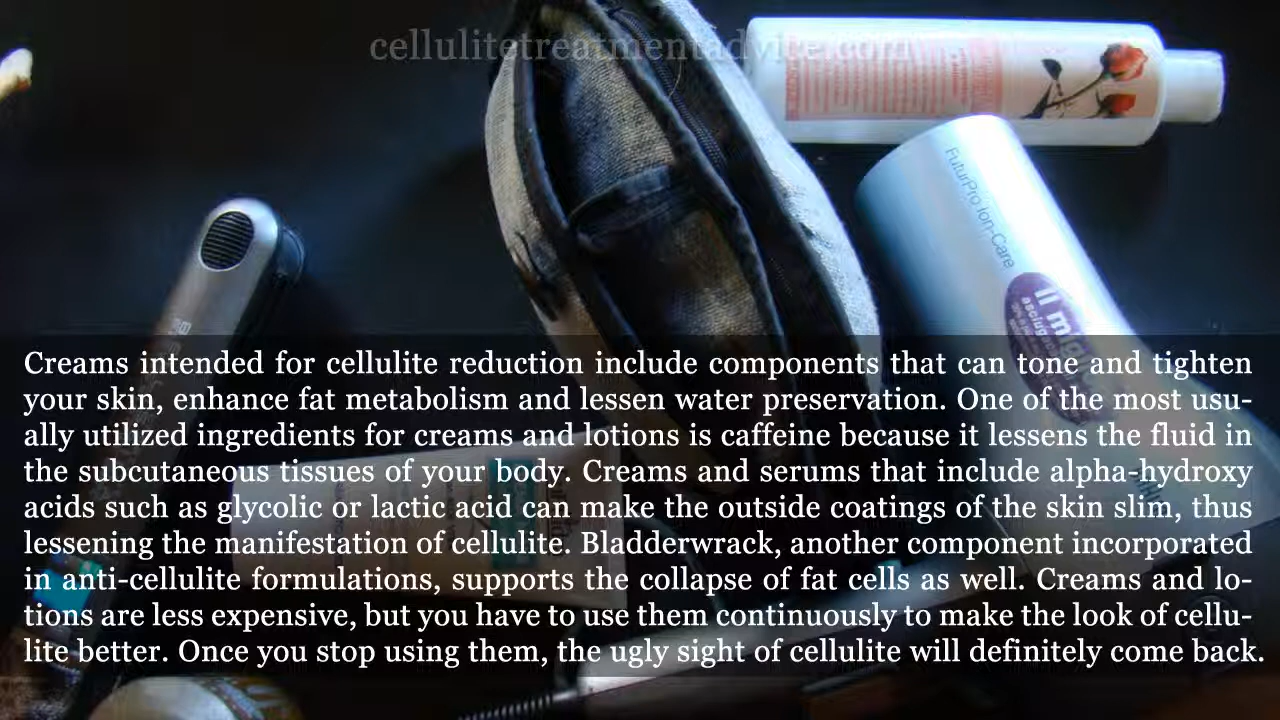 cellulitetreatmentadvice.com
FuturPro Ion-Care
il m
asciug
Creams intended for cellulite reduction include components that can tone and tighten
your skin, enhance fat metabolism and lessen water preservation. One of the most usu-
ally utilized ingredients for creams and lotions is caffeine because it lessens the fluid in
the subcutaneous tissues of your body. Creams and serums that include alpha-hydroxy
acids such as glycolic or lactic acid can make the outside coatings of the skin slim, thus
lessening the manifestation of cellulite. Bladderwrack, another component incorporated
in anti-cellulite formulations, supports the collapse of fat cells as well. Creams and lo-
tions are less expensive, but you have to use them continuously to make the look of cellu-
lite better. Once you stop using them, the ugly sight of cellulite will definitely come back.